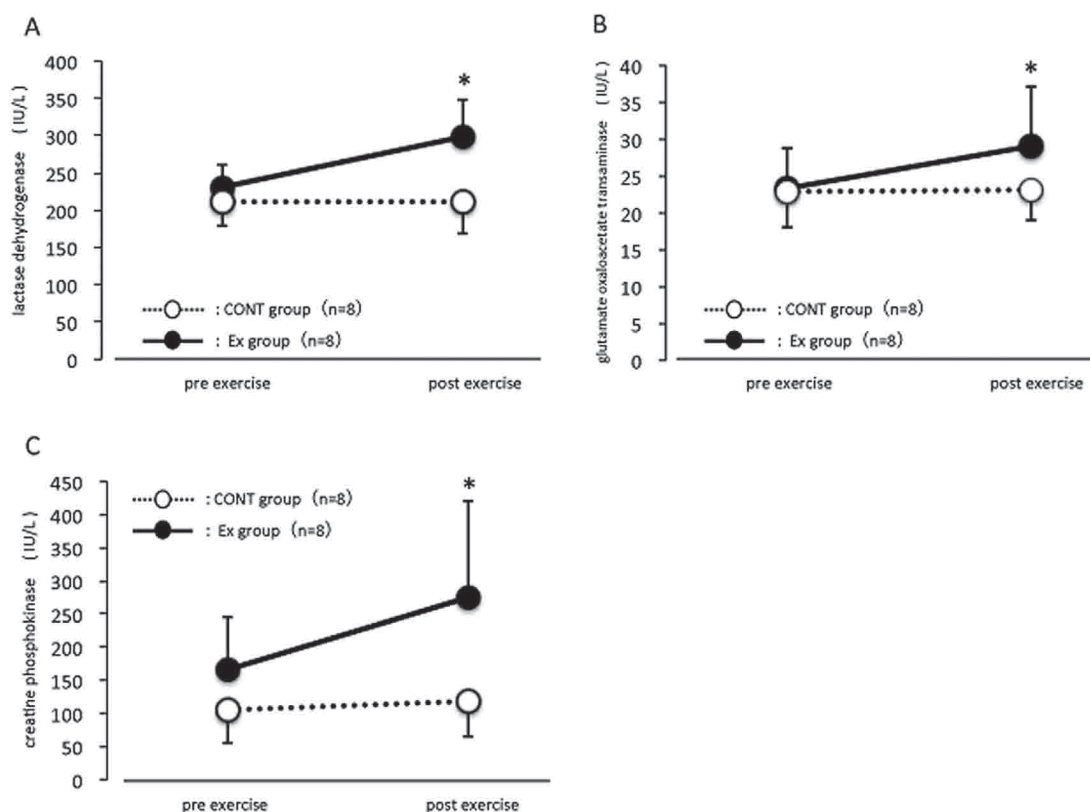 A
lactase dehydrogenase ( IU/L )
400
350
300
250
200
150
100
50
0
*
: CONT group (n=8)
: Ex group (n=8)
pre exercise
post exercise
B
glutamate oxaloacetate transaminase ( IU/L )
40
35
30
25
20
15
10
5
0
*
: CONT group (n=8)
: Ex group (n=8)
pre exercise
post exercise
C
creatine phosphokinase ( IU/L )
450
400
350
300
250
200
150
100
50
0
*
: CONT group (n=8)
: Ex group (n=8)
pre exercise
post exercise